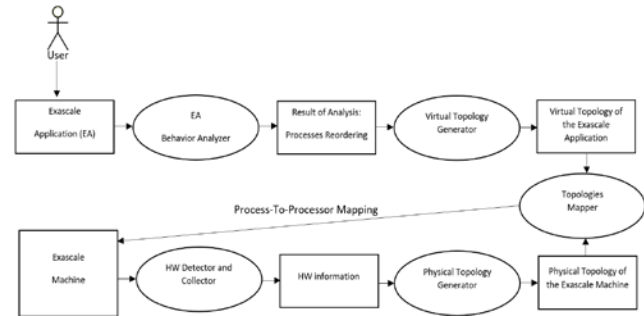 User
Exascale
Application (EA)
EA
Behavior Analyzer
Result of Analysis:
Processes Reordering
Virtual Topology
Generator
Virtual Topology of
the Exascale
Application
Topologies
Mapper
Process-To-Processor Mapping
Exascale
Machine
HW Detector and
Collector
HW information
Physical Topology
Generator
Physical Topology of
the Exascale Machine